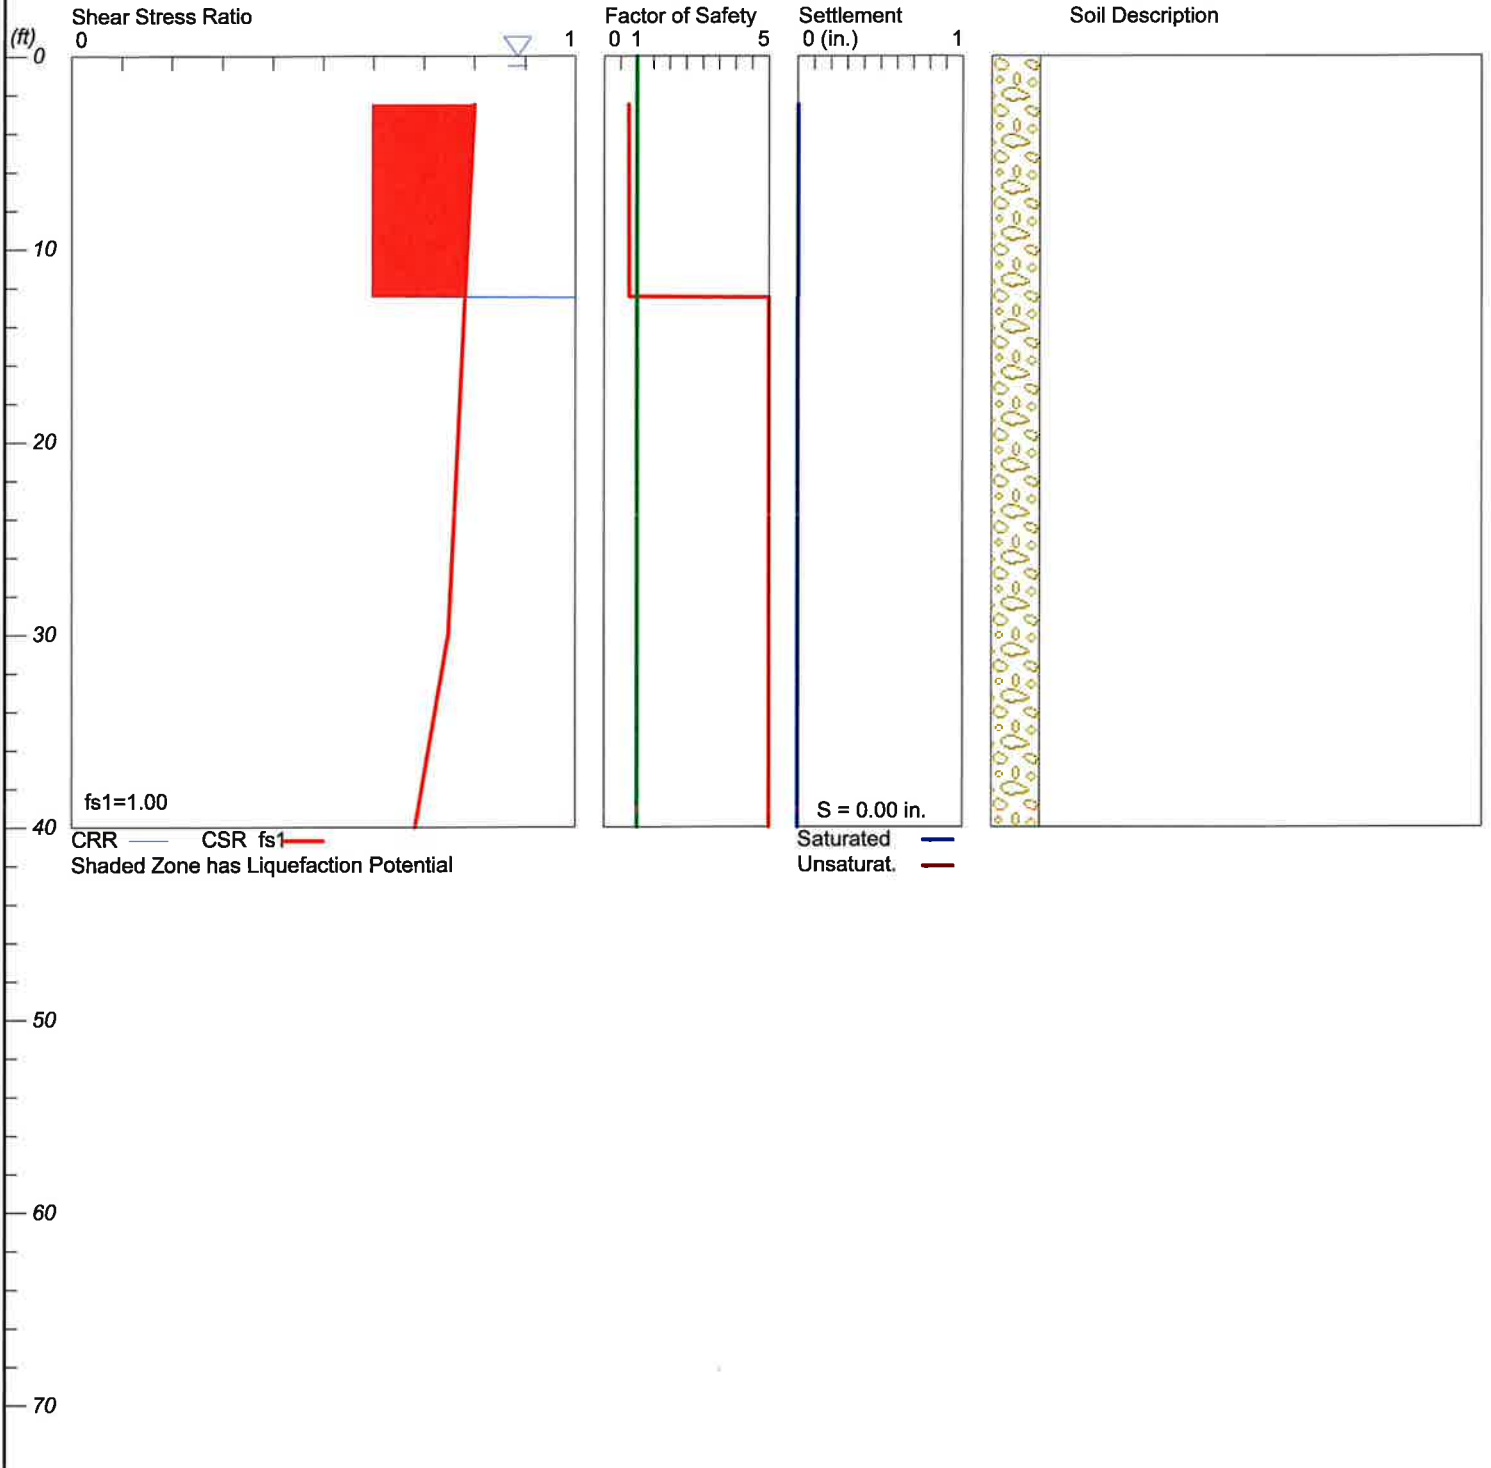 Shear Stress Ratio Factor of Safety Settlement Soil Description
(ft) 0 1 0 1 5 0 (in.) 1
0
10
20
30
fs1=1.00 S = 0.00 in.
40
CRR CSR fs1 Saturated
Shaded Zone has Liquefaction Potential Unsaturat.
50
60
70